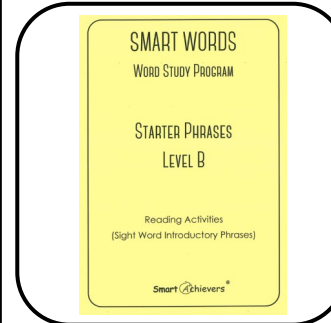 SMART WORDS
WORD STUDY PROGRAM
STARTER PHRASES
LEVEL B
Reading Activities
(Sight Word Introductory Phrases)
Smart Achievers®